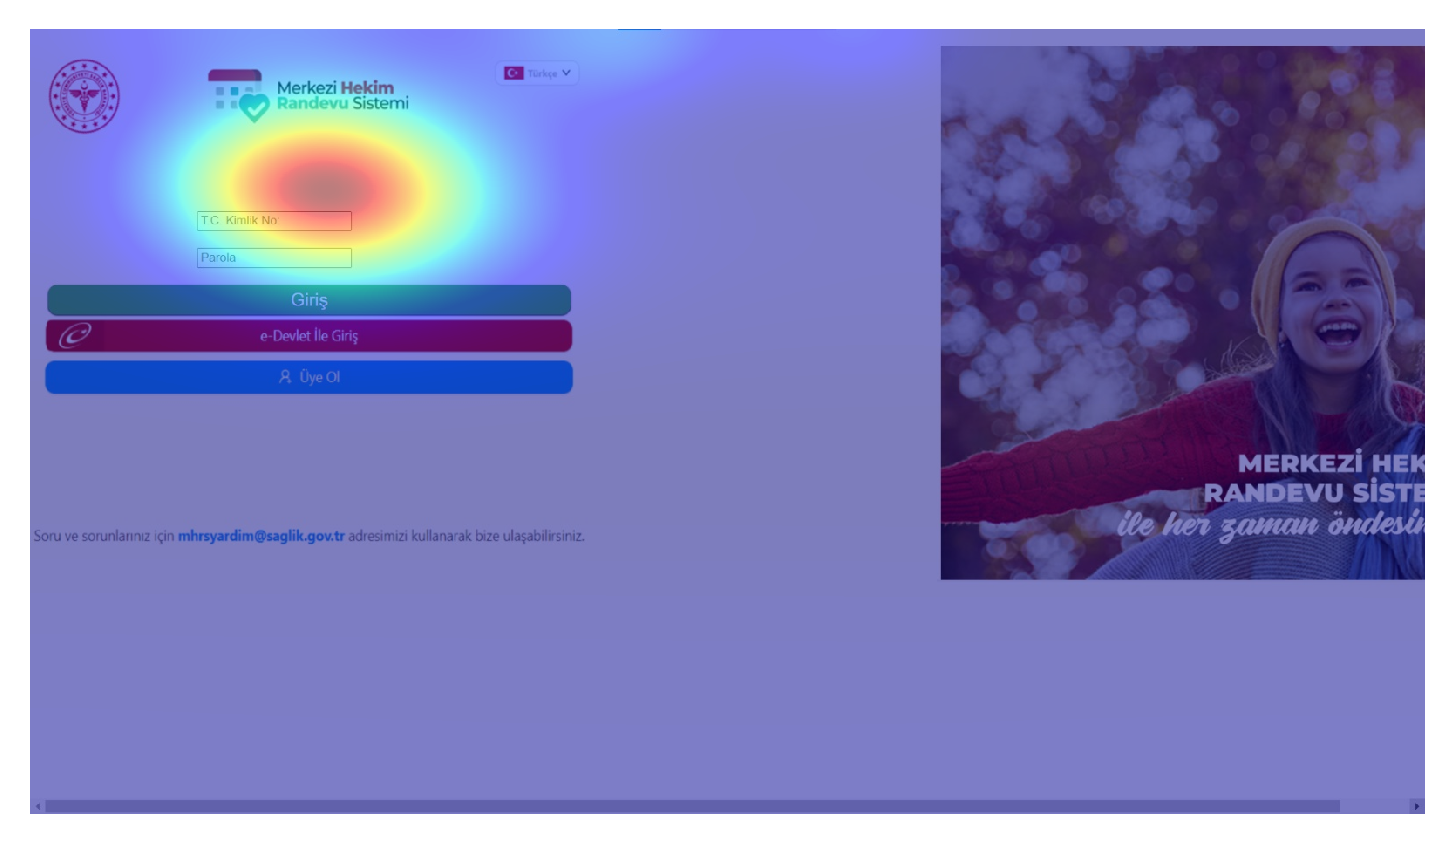 Merkezi Hekim
Randevu Sistemi
Türkçe
T.C. Kimlik No:
Parola
Giriş
e-Devlet İle Giriş
Üye Ol
Soru ve sorunlarınız için mhrsyardim@saglik.gov.tr adresimizi kullanarak bize ulaşabilirsiniz.
MERKEZİ HEK
RANDEVU SİSTE
ile her zaman öndesin